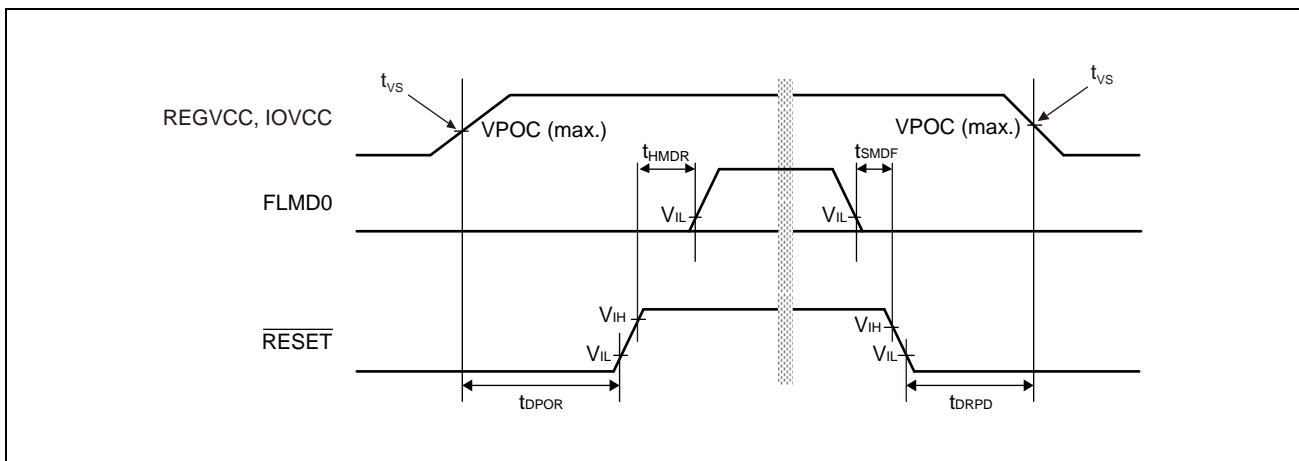 tVS
tVS
REGVCC, IOVCC
VPOC (max.)
VPOC (max.)
tHMDR
tSMDF
FLMD0
VIL
VIL
VIH
VIH
RESET
VIL
VIL
tDPOR
tDRPD